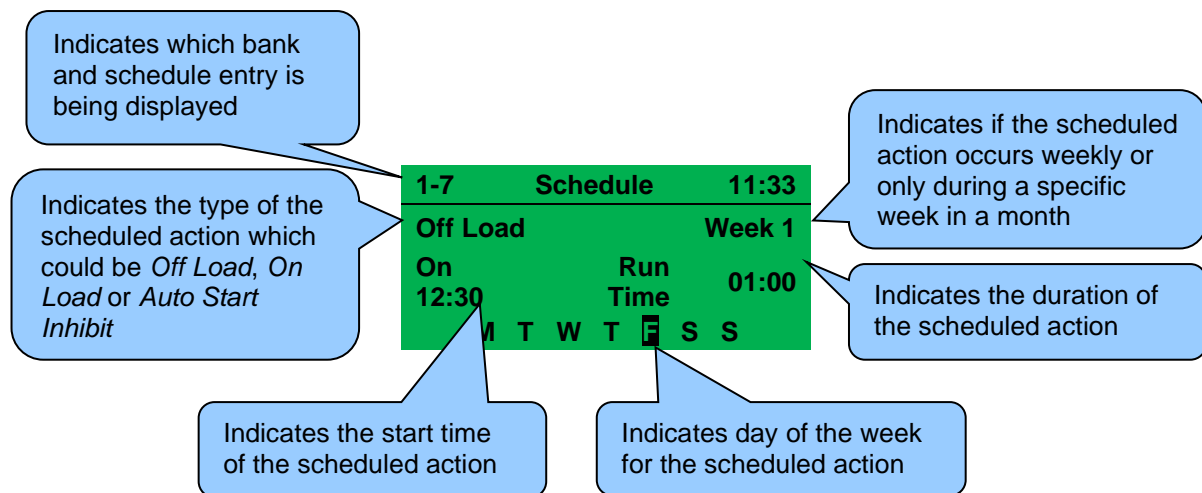 Indicates which bank
and schedule entry is
being displayed
Indicates the type of the
scheduled action which
could be Off Load, On
Load or Auto Start
Inhibit
1-7 Schedule 11:33
Off Load Week 1
On Run
12:30 Time 01:00
M T W T F S S
Indicates if the scheduled
action occurs weekly or
only during a specific
week in a month
Indicates the duration of
the scheduled action
Indicates the start time
of the scheduled action
Indicates day of the week
for the scheduled action